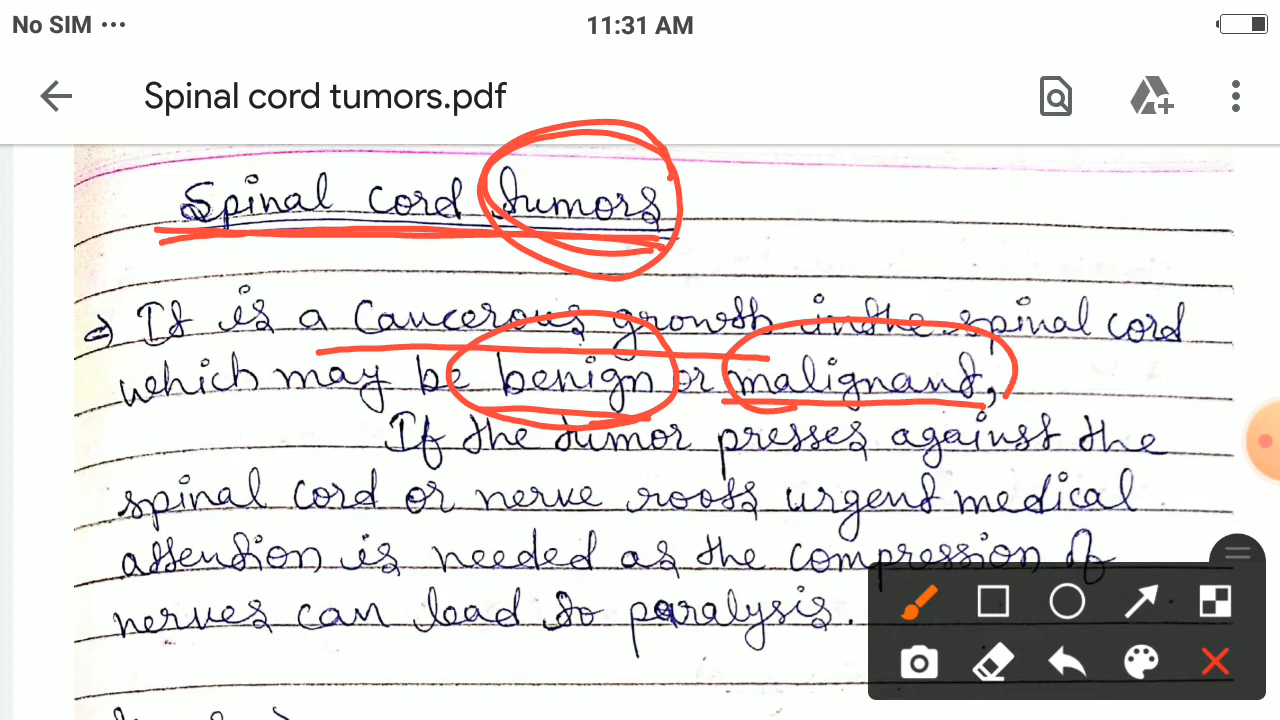 No SIM ...
11:31 AM
Spinal cord tumors.pdf
Spinal cord tumors
It is a Cancerous growth in the spinal cord
which may be benign or malignant,
If the tumor presses against the
spinal cord or nerve roots urgent medical
attention is needed as the compression of
nerves can lead to paralysis.